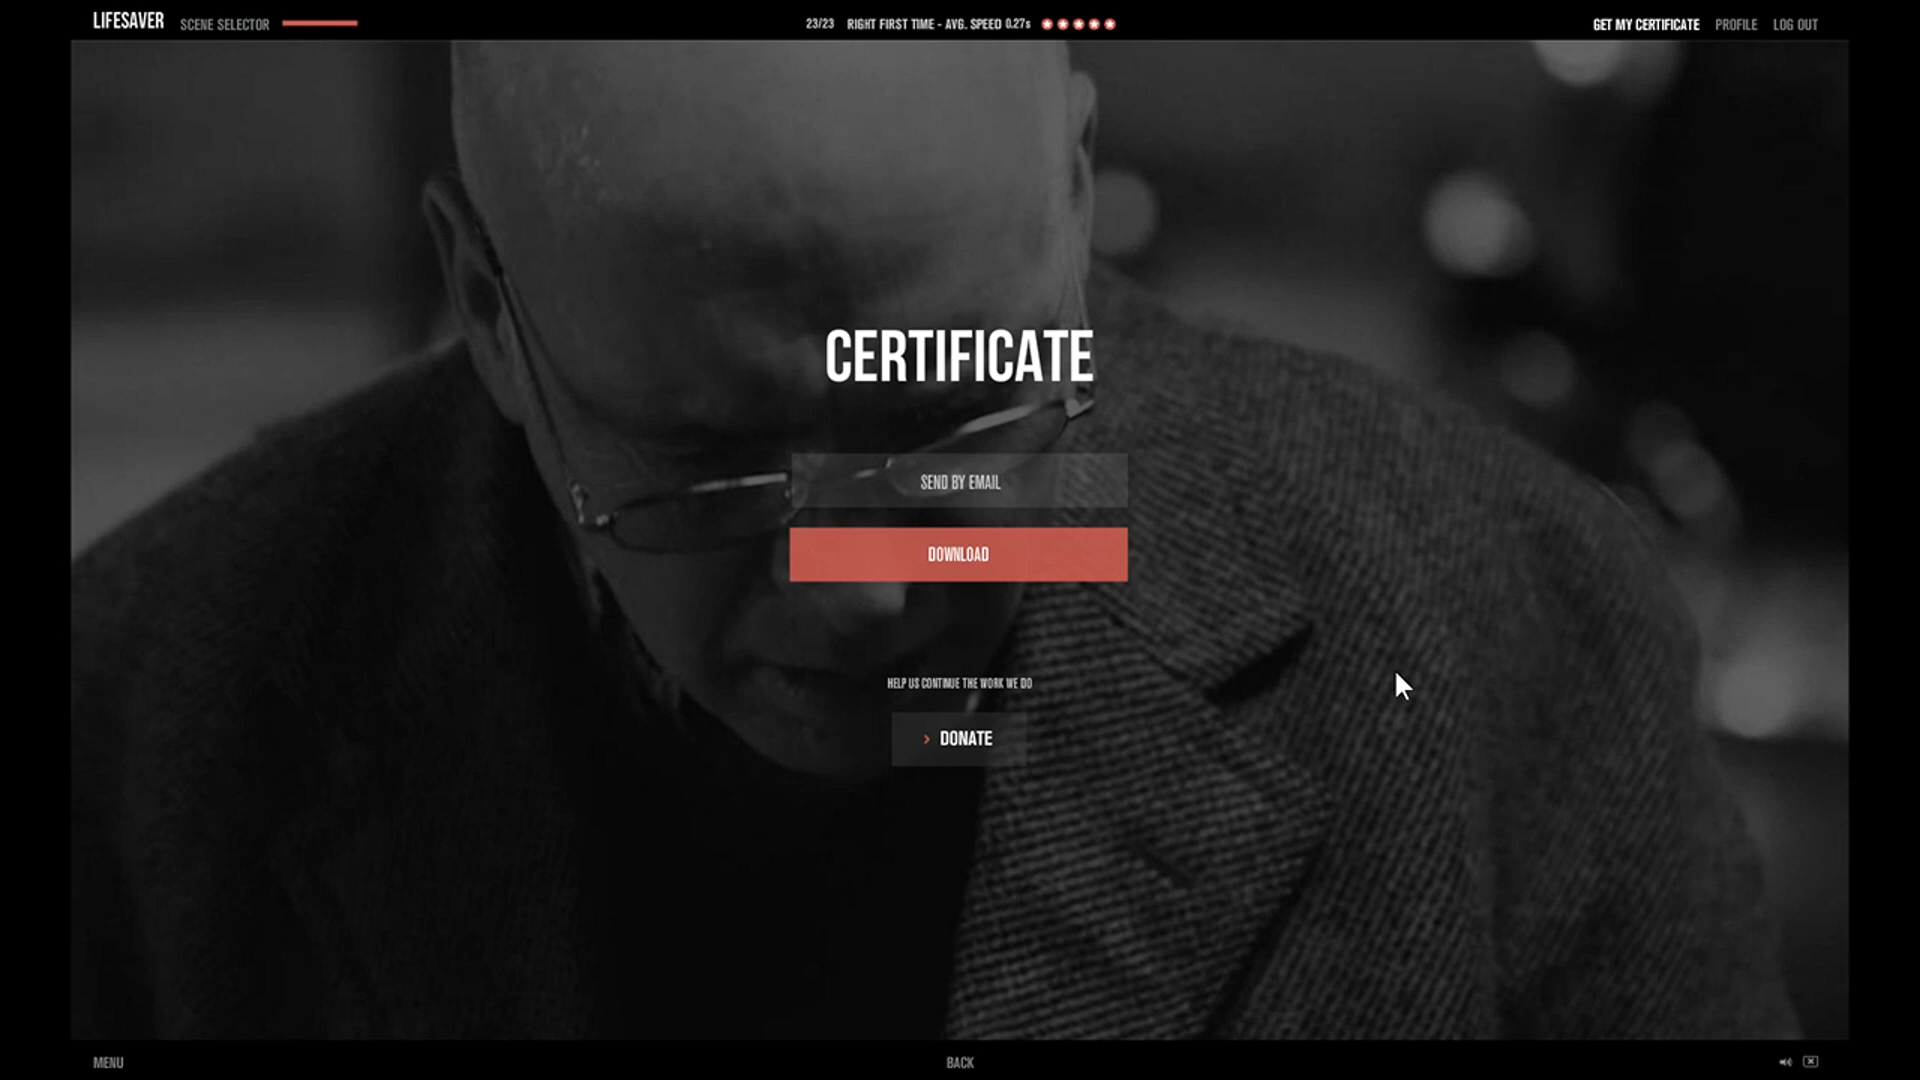 LIFESAVER SCENE SELECTOR 23/23 RIGHT FIRST TIME - AVG. SPEED 0.27s GET MY CERTIFICATE PROFILE LOG OUT
CERTIFICATE
SEND BY EMAIL
DOWNLOAD
HELP US CONTINUE THE WORK WE DO
> DONATE
MENU BACK